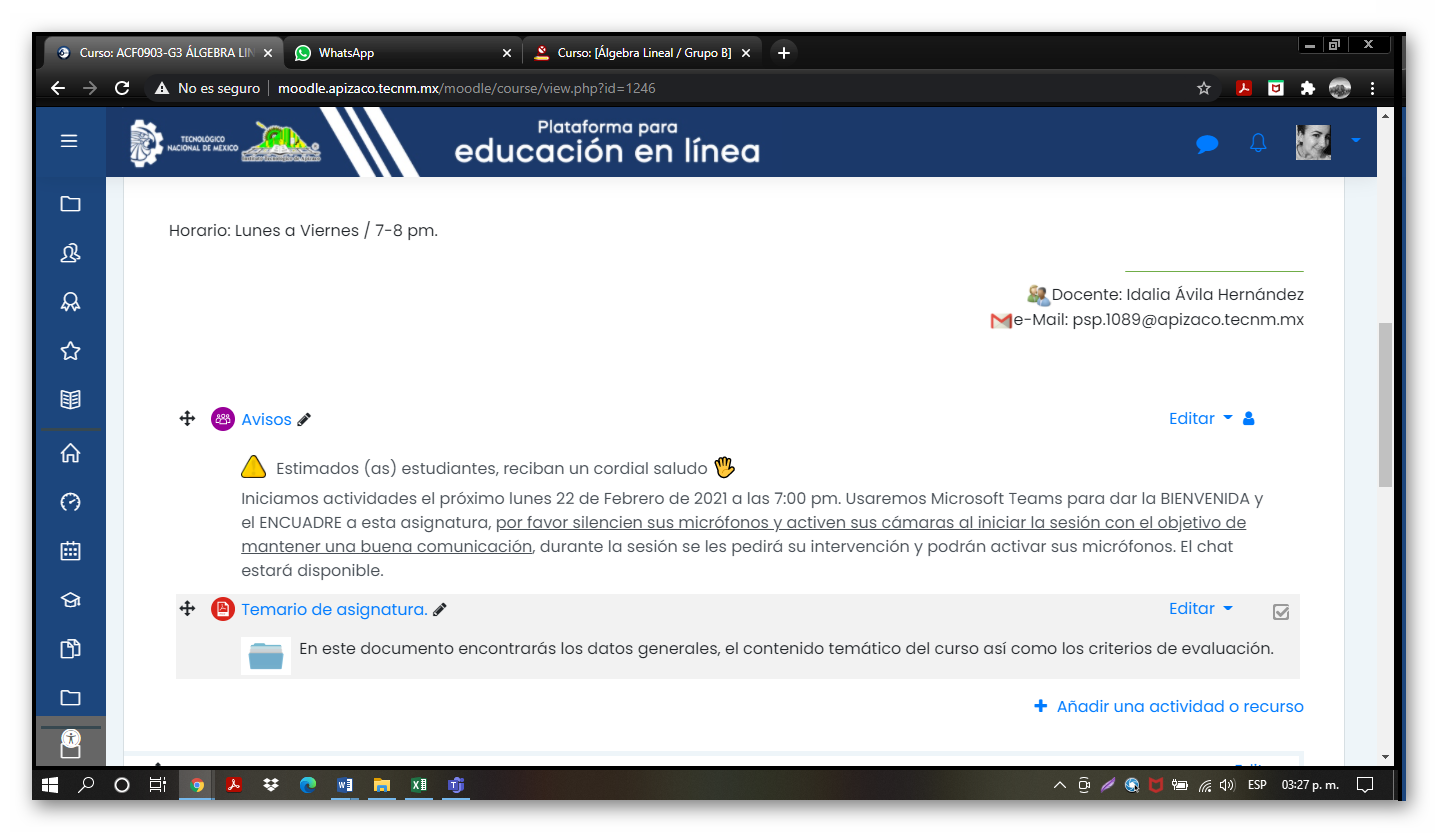 Curso: ACF0903-G3 ÁLGEBRA LIN
WhatsApp
Curso: [Álgebra Lineal / Grupo B]
No es seguro | moodle.apizaco.tecnm.mx/moodle/course/view.php?id=1246
TECNOLÓGICO
NACIONAL DE MÉXICO
Plataforma para
educación en línea
Horario: Lunes a Viernes / 7-8 pm.
Docente: Idalia Ávila Hernández
e-Mail: psp.1089@apizaco.tecnm.mx
Avisos
Editar
Estimados (as) estudiantes, reciban un cordial saludo
Iniciamos actividades el próximo lunes 22 de Febrero de 2021 a las 7:00 pm. Usaremos Microsoft Teams para dar la BIENVENIDA y
el ENCUADRE a esta asignatura, por favor silencien sus micrófonos y activen sus cámaras al iniciar la sesión con el objetivo de
mantener una buena comunicación, durante la sesión se les pedirá su intervención y podrán activar sus micrófonos. El chat
estará disponible.
Temario de asignatura.
Editar
En este documento encontrarás los datos generales, el contenido temático del curso así como los criterios de evaluación.
Añadir una actividad o recurso
ESP
03:27 p. m.